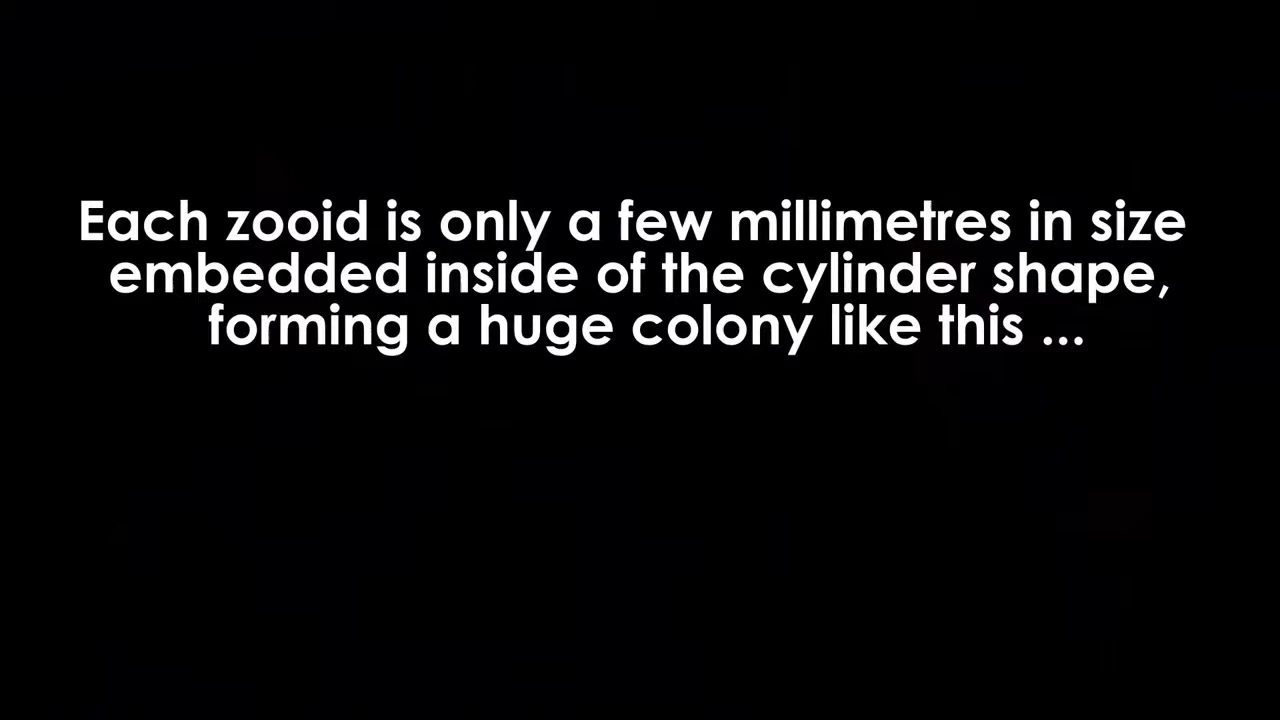 Each zooid is only a few millimetres in size
embedded inside of the cylinder shape,
forming a huge colony like this ...